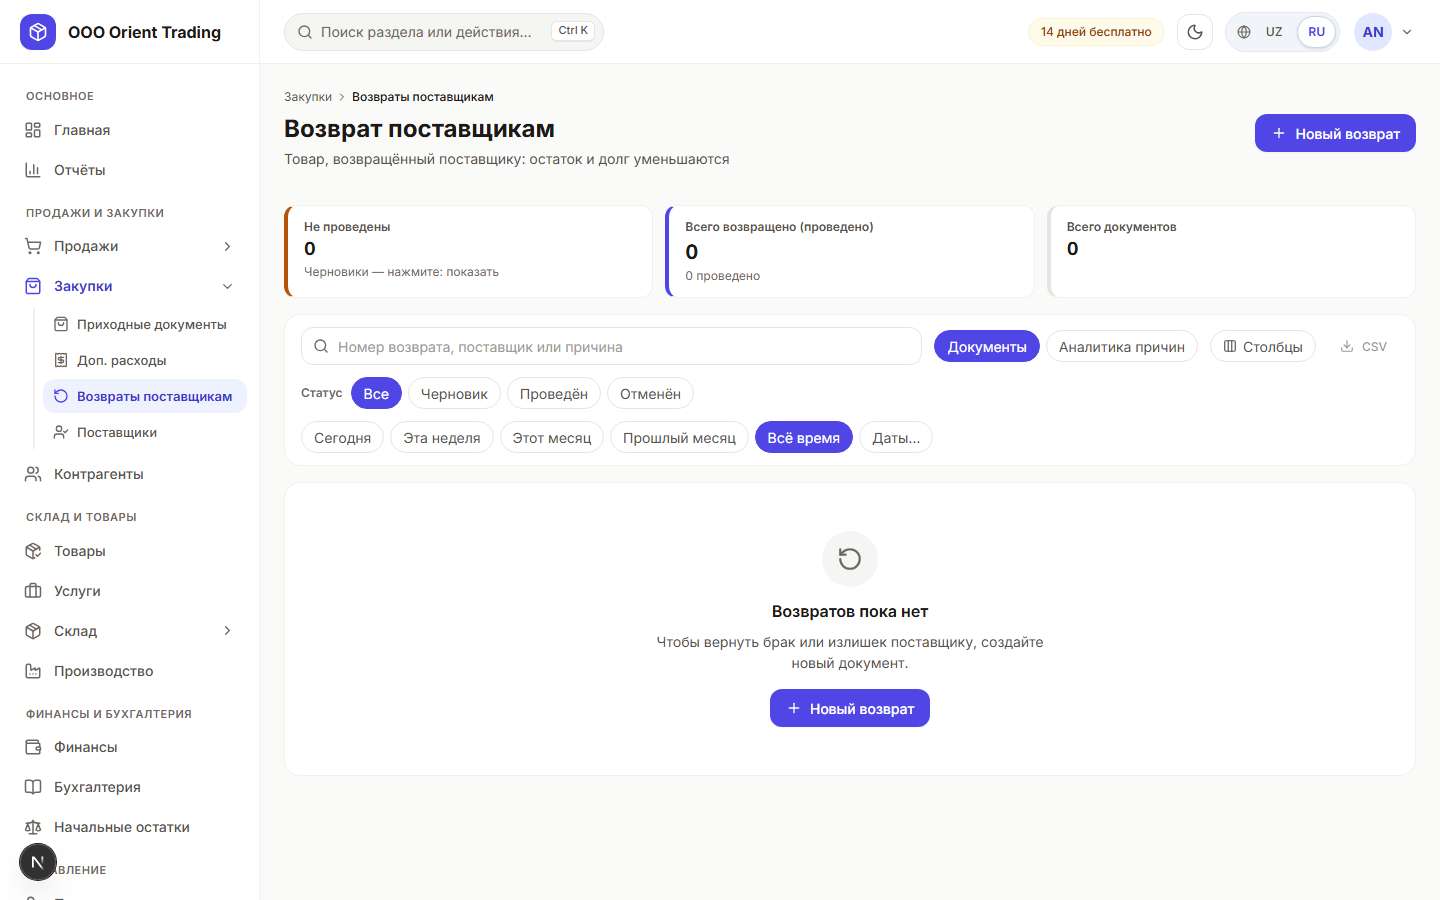 OOO Orient Trading
Поиск раздела или действия...
Ctrl K
14 дней бесплатно
UZ
RU
AN
ОСНОВНОЕ
Главная
Отчёты
ПРОДАЖИ И ЗАКУПКИ
Продажи
Закупки
Приходные документы
Доп. расходы
Возвраты поставщикам
Поставщики
Контрагенты
СКЛАД И ТОВАРЫ
Товары
Услуги
Склад
Производство
ФИНАНСЫ И БУХГАЛТЕРИЯ
Финансы
Бухгалтерия
Начальные остатки
N
Закупки > Возвраты поставщикам
Возврат поставщикам
Товар, возвращённый поставщику: остаток и долг уменьшаются
+ Новый возврат
Не проведены
0
Черновики — нажмите: показать
Всего возвращено (проведено)
0
0 проведено
Всего документов
0
Номер возврата, поставщик или причина
Документы
Аналитика причин
Столбцы
CSV
Статус
Все
Черновик
Проведён
Отменён
Сегодня
Эта неделя
Этот месяц
Прошлый месяц
Всё время
Даты...
Возвратов пока нет
Чтобы вернуть брак или излишек поставщику, создайте
новый документ.
+ Новый возврат